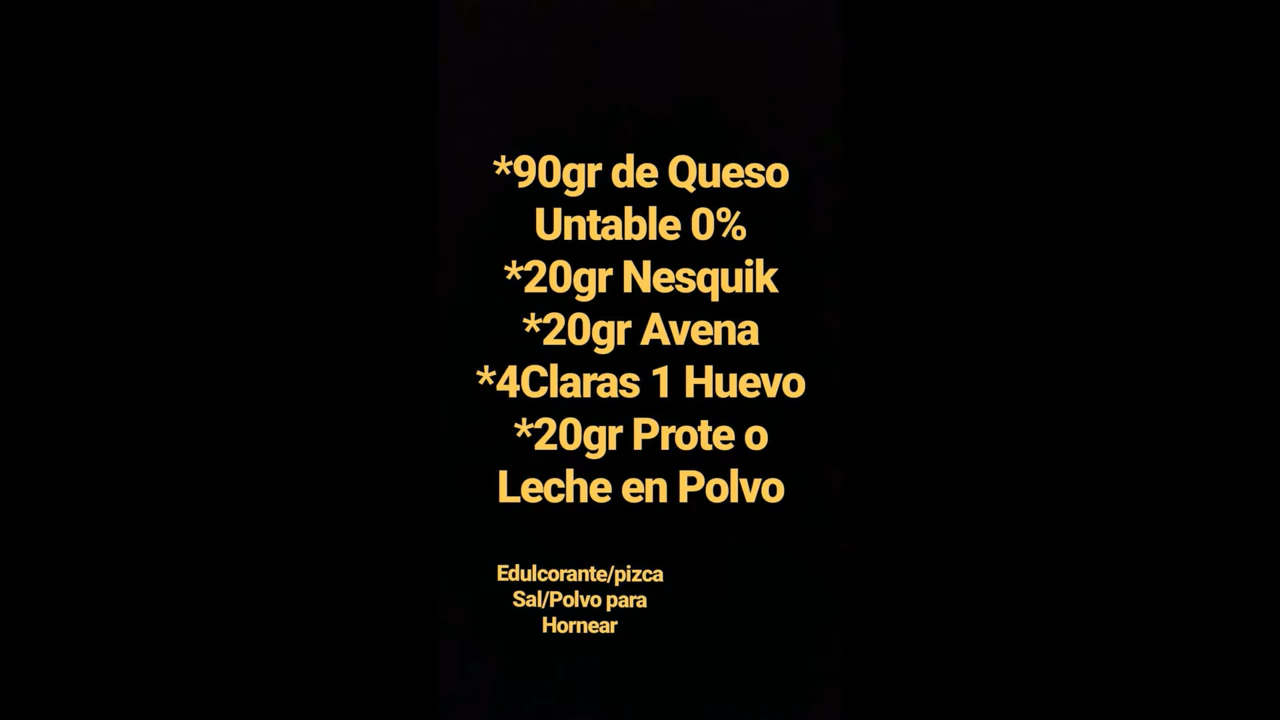 *90gr de Queso
Untable 0%
*20gr Nesquik
*20gr Avena
*4Claras 1 Huevo
*20gr Prote o
Leche en Polvo
Edulcorante/pizca
Sal/Polvo para
Hornear